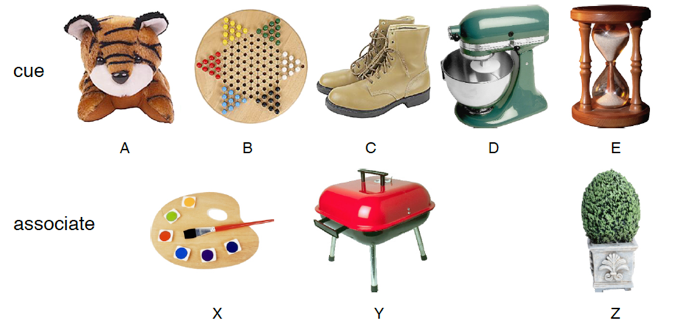 cue
A B C D E
associate
X Y Z